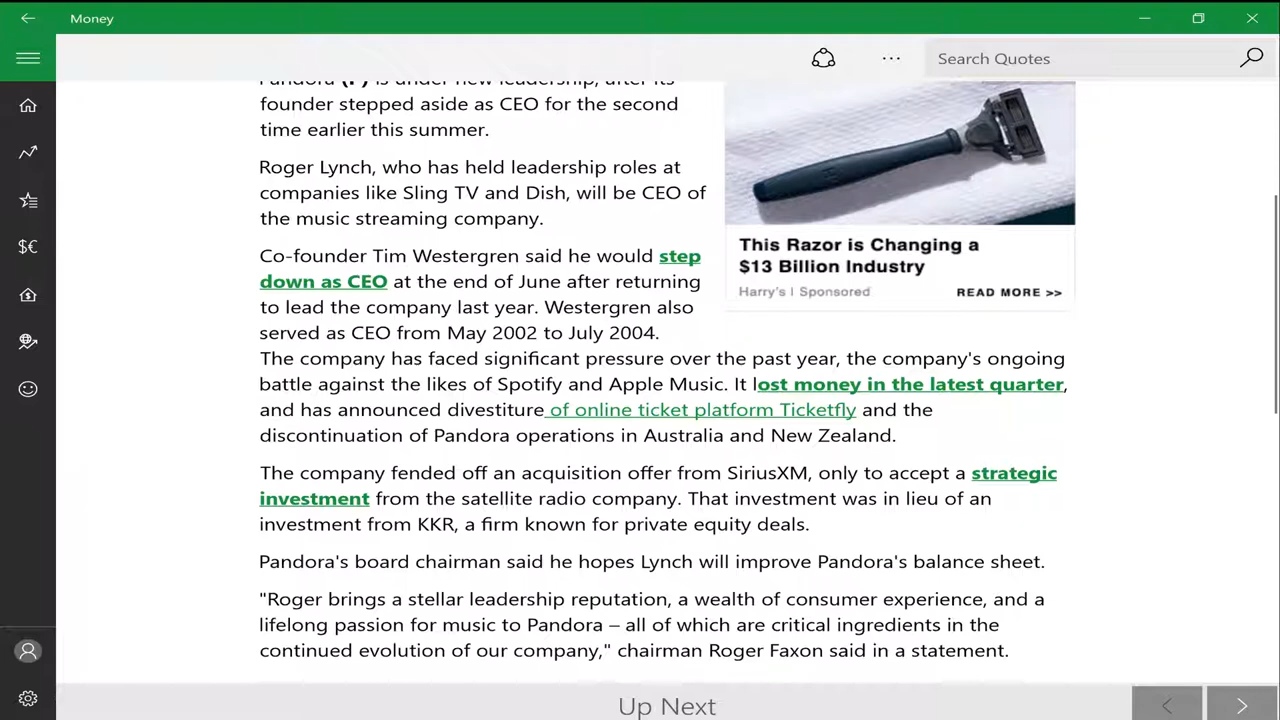 Money
Search Quotes
Pandora (P) is under new leadership, after its
founder stepped aside as CEO for the second
time earlier this summer.
Roger Lynch, who has held leadership roles at
companies like Sling TV and Dish, will be CEO of
the music streaming company.
Co-founder Tim Westergren said he would step
down as CEO at the end of June after returning
to lead the company last year. Westergren also
served as CEO from May 2002 to July 2004.
This Razor is Changing a
$13 Billion Industry
Harry's | Sponsored
READ MORE >>
The company has faced significant pressure over the past year, the company's ongoing
battle against the likes of Spotify and Apple Music. It lost money in the latest quarter,
and has announced divestiture of online ticket platform Ticketfly and the
discontinuation of Pandora operations in Australia and New Zealand.
The company fended off an acquisition offer from SiriusXM, only to accept a strategic
investment from the satellite radio company. That investment was in lieu of an
investment from KKR, a firm known for private equity deals.
Pandora's board chairman said he hopes Lynch will improve Pandora's balance sheet.
"Roger brings a stellar leadership reputation, a wealth of consumer experience, and a
lifelong passion for music to Pandora – all of which are critical ingredients in the
continued evolution of our company," chairman Roger Faxon said in a statement.
Up Next